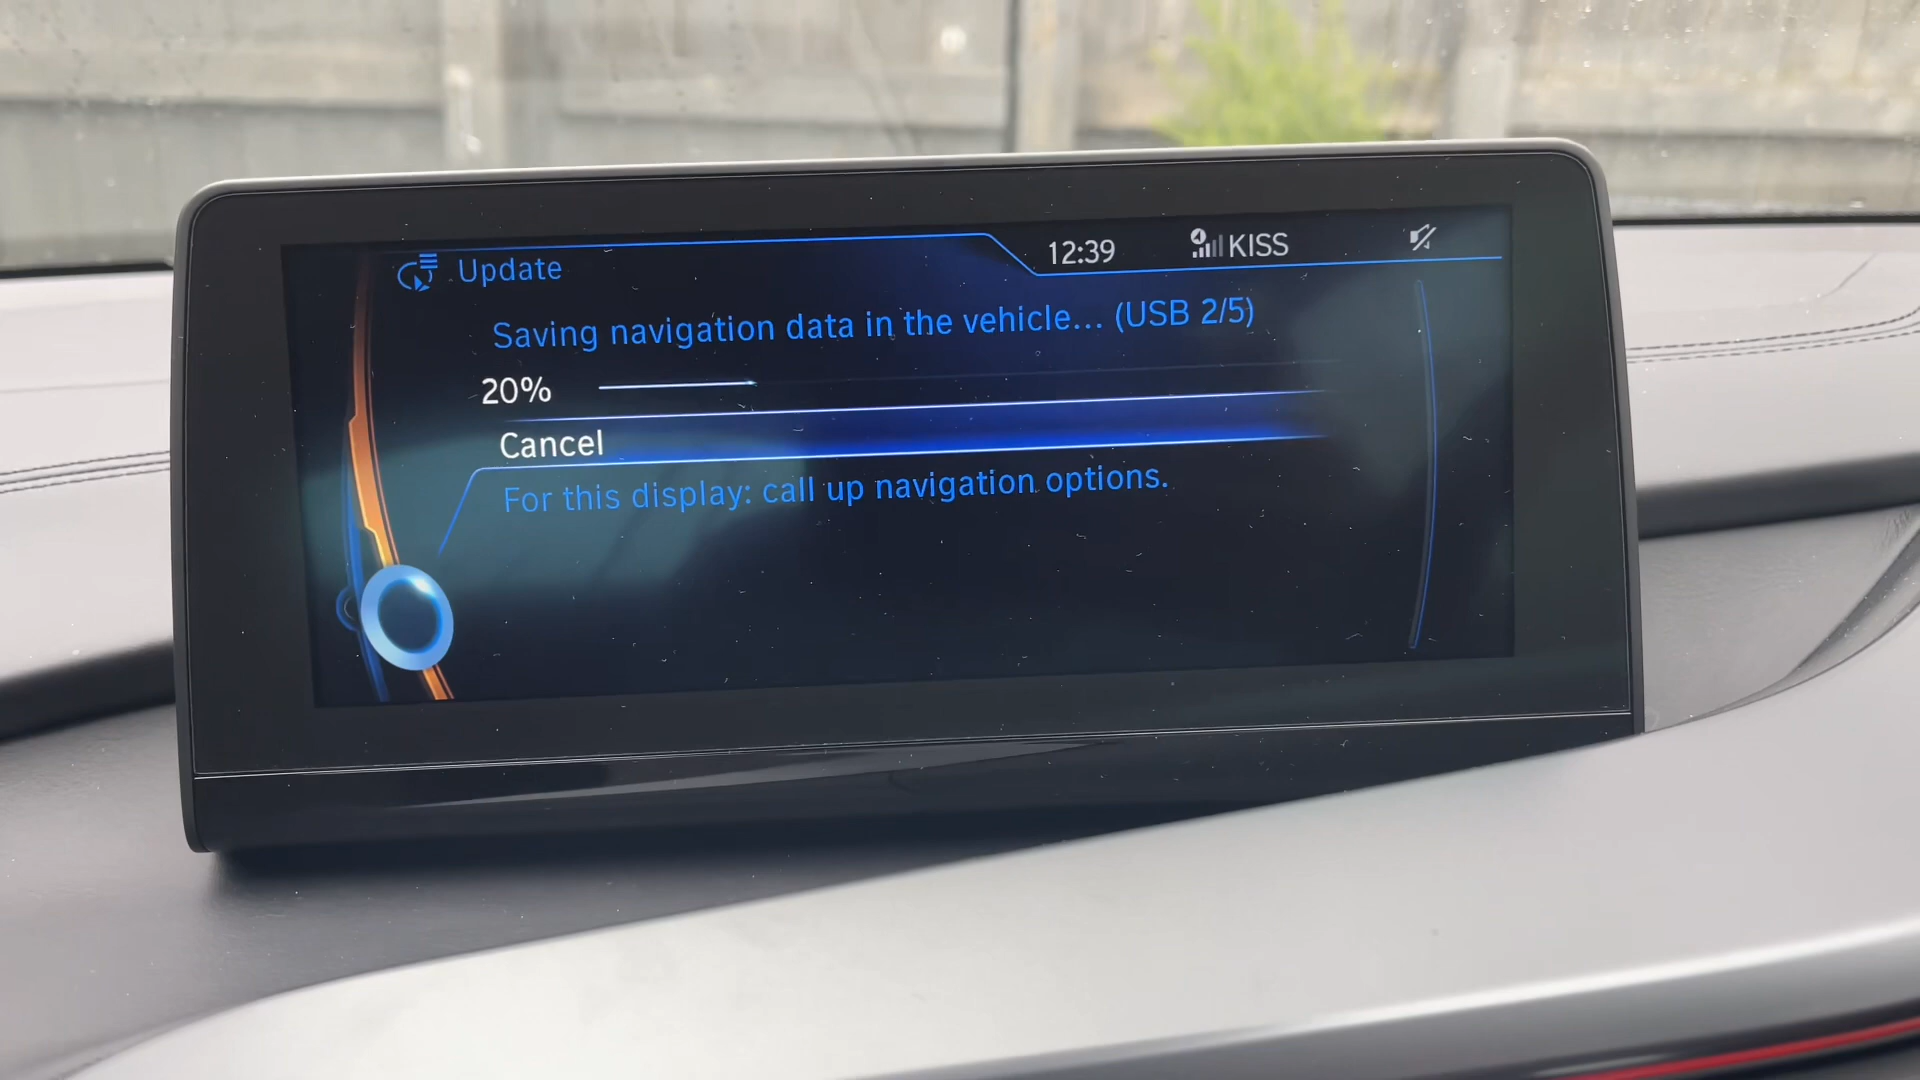 Update
12:39
KISS
Saving navigation data in the vehicle... (USB 2/5)
20%
Cancel
For this display: call up navigation options.